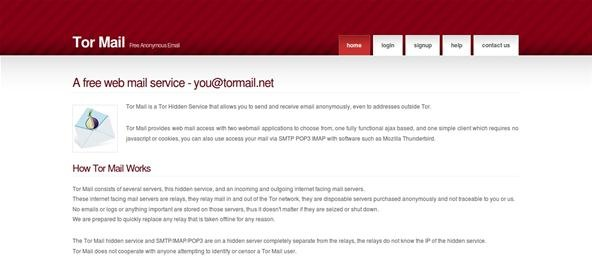 Tor Mail Free Anonymous Email
home login signup help contact us
A free web mail service - you@tormail.net
Tor Mail is a Tor Hidden Service that allows you to send and receive email anonymously, even to addresses outside Tor.
Tor Mail provides web mail access with two webmail applications to choose from, one fully functional ajax based, and one simple client which requires no
javascript or cookies, you can also use access your mail via SMTP POP3 IMAP with software such as Mozilla Thunderbird.
How Tor Mail Works
Tor Mail consists of several servers, this hidden service, and an incoming and outgoing internet facing mail servers.
These internet facing mail servers are relays, they relay mail in and out of the Tor network, they are disposable servers purchased anonymously and not traceable to you or us.
No emails or logs or anything important are stored on those servers, thus it doesn't matter if they are seized or shut down.
We are prepared to quickly replace any relay that is taken offline for any reason.
The Tor Mail hidden service and SMTP/IMAP/POP3 are on a hidden server completely separate from the relays, the relays do not know the IP of the hidden service.
Tor Mail does not cooperate with anyone attempting to identify or censor a Tor Mail user.